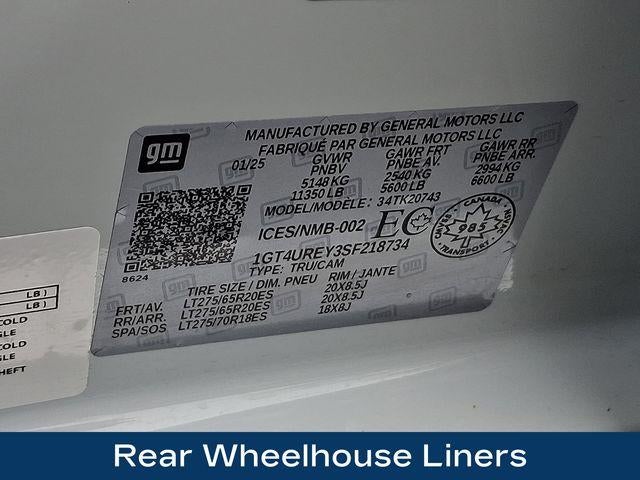 gm
MANUFACTURED BY GENERAL MOTORS LLC
FABRIQUÉ PAR GENERAL MOTORS LLC
01/25 GVWR GAWR FRT GAWR RR
PNBV PNBE AV. PNBE ARR.
5148 KG 2540 KG 2994 KG
11350 LB 5600 LB 6600 LB
MODEL/MODÈLE: 34TK20743
ICES/NMB-002 EC
CANADA
985
TRANSPORT
1GT4UREY3SF218734
TYPE: TRU/CAM
8624
TIRE SIZE / DIM. PNEU RIM / JANTE
FRT/AV. LT275/65R20ES 20X8.5J
RR/ARR. LT275/65R20ES 20X8.5J
SPA/SOS LT275/70R18ES 18X8J
LB )
LB )
COLD
GLE
COLD
GLE
HEFT
Rear Wheelhouse Liners